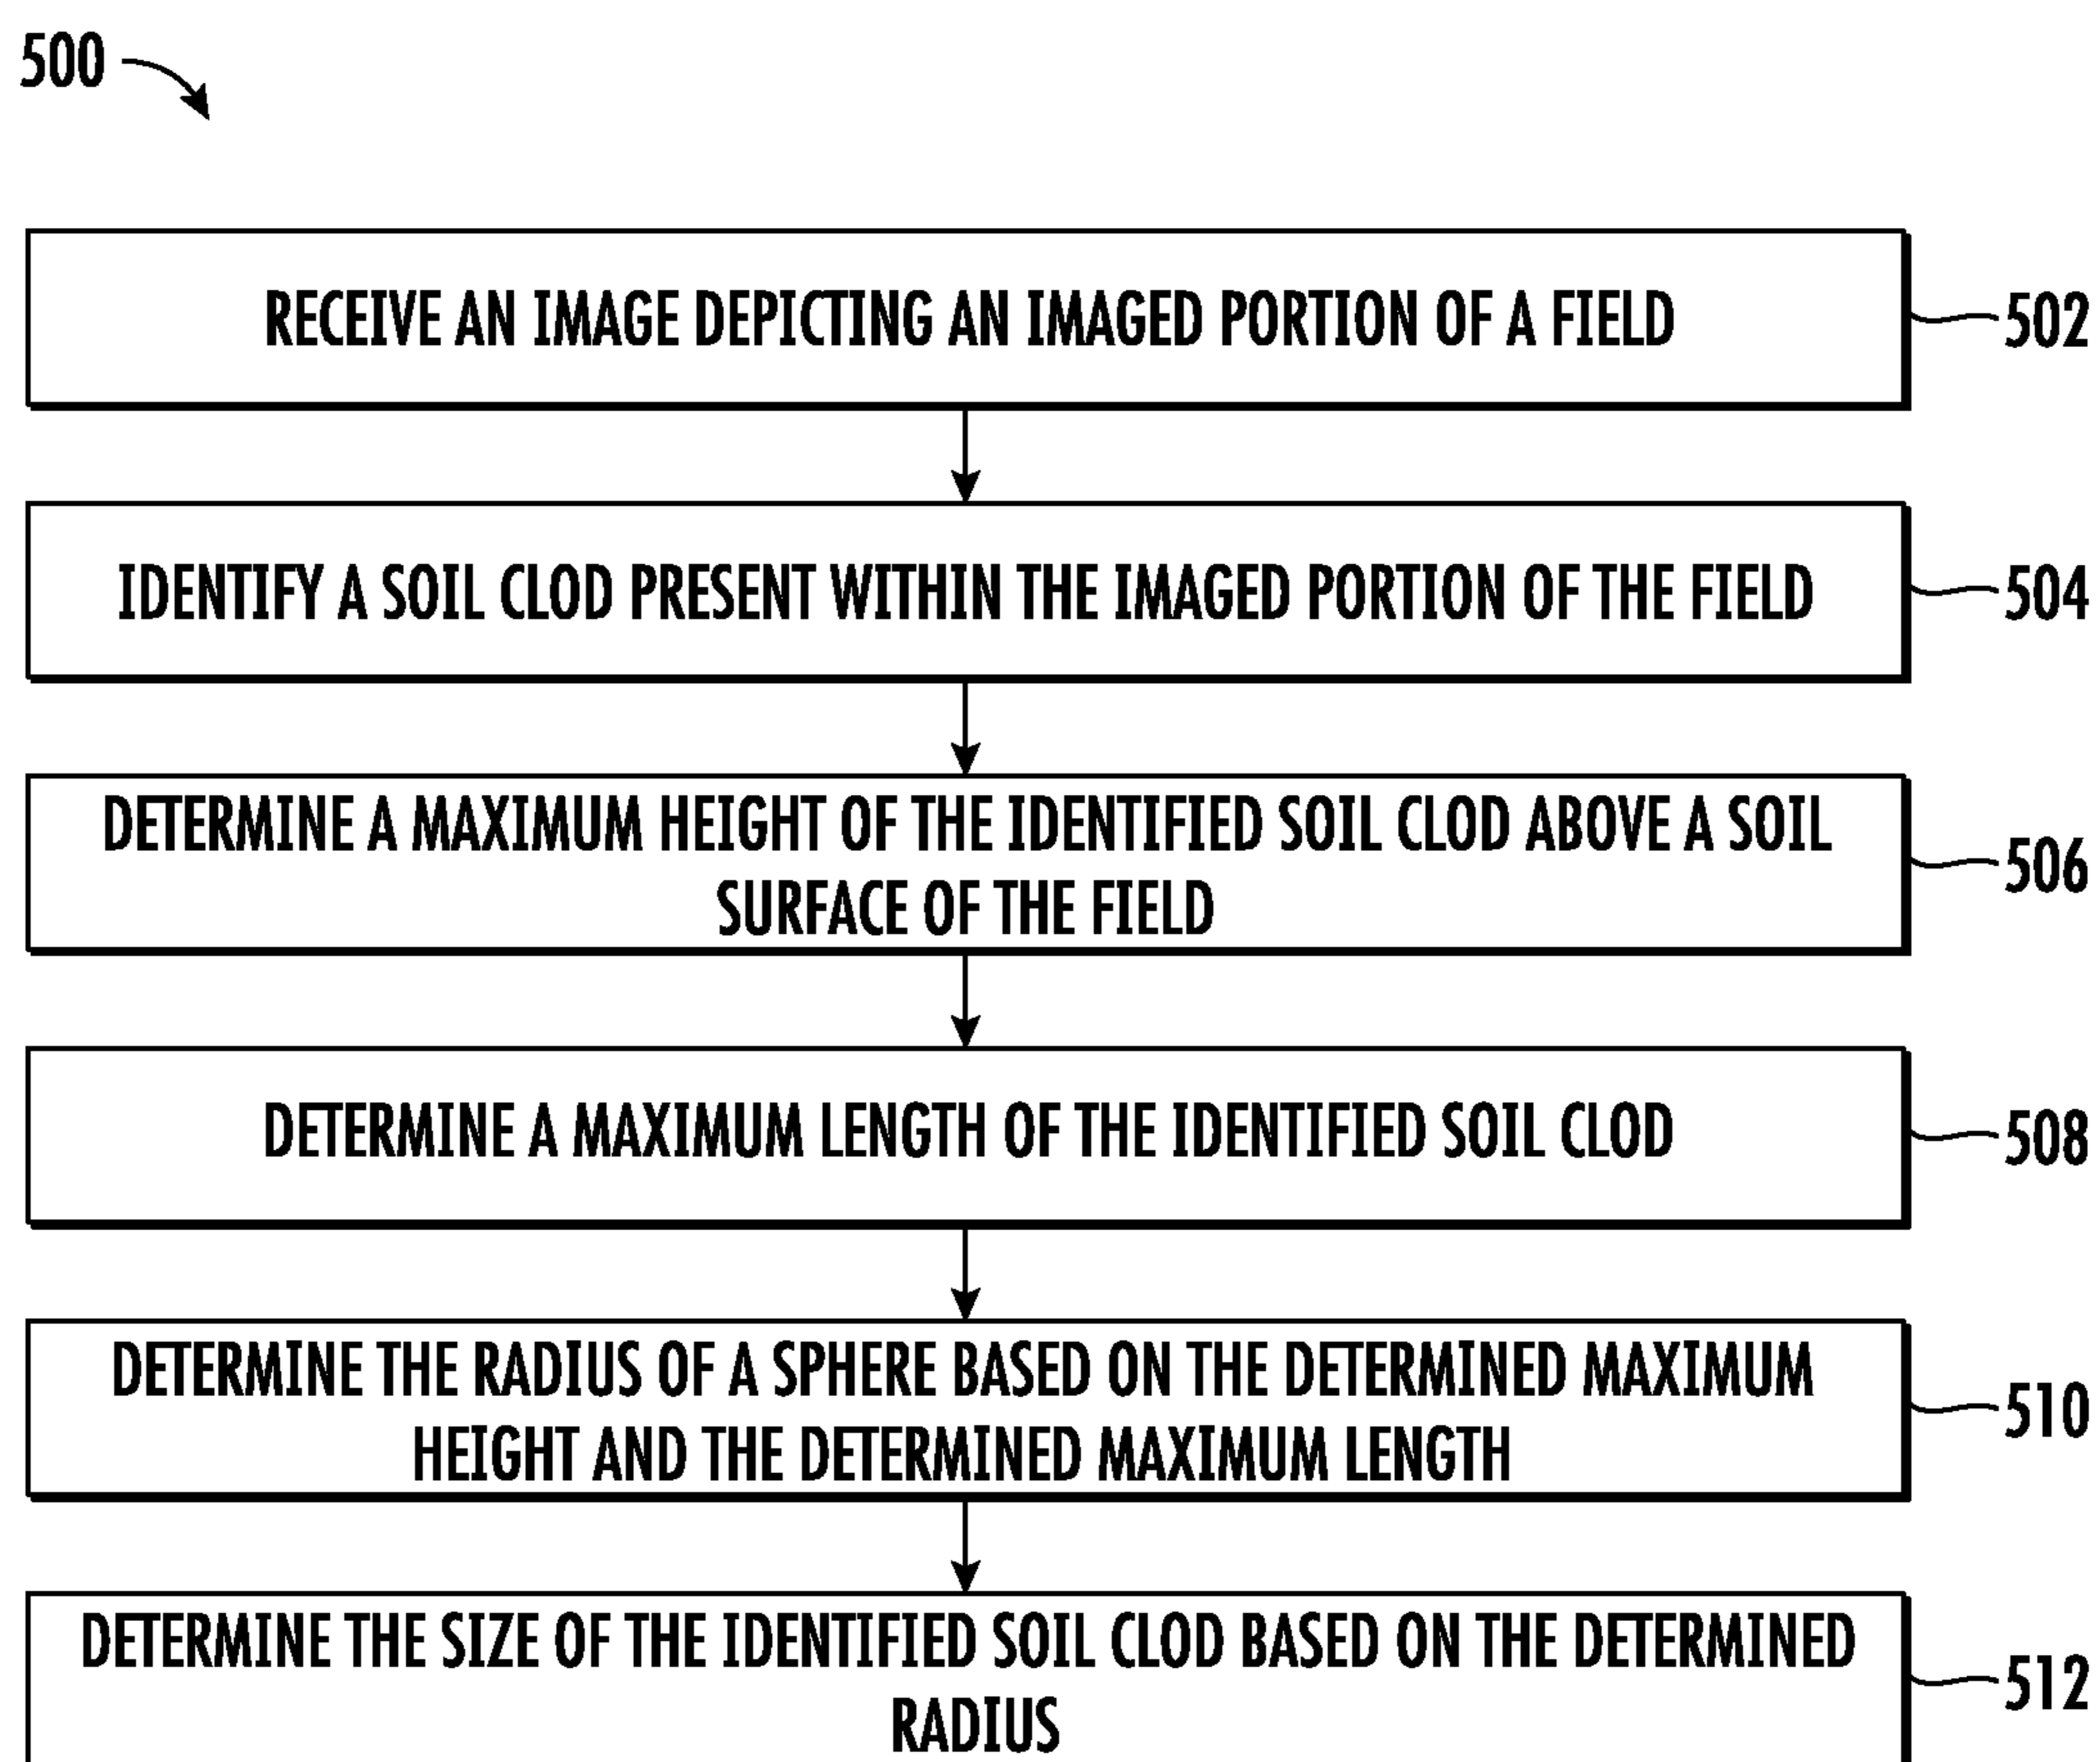 500
RECEIVE AN IMAGE DEPICTING AN IMAGED PORTION OF A FIELD
502
IDENTIFY A SOIL CLOD PRESENT WITHIN THE IMAGED PORTION OF THE FIELD
504
DETERMINE A MAXIMUM HEIGHT OF THE IDENTIFIED SOIL CLOD ABOVE A SOIL
SURFACE OF THE FIELD
506
DETERMINE A MAXIMUM LENGTH OF THE IDENTIFIED SOIL CLOD
508
DETERMINE THE RADIUS OF A SPHERE BASED ON THE DETERMINED MAXIMUM
HEIGHT AND THE DETERMINED MAXIMUM LENGTH
510
DETERMINE THE SIZE OF THE IDENTIFIED SOIL CLOD BASED ON THE DETERMINED
RADIUS
512